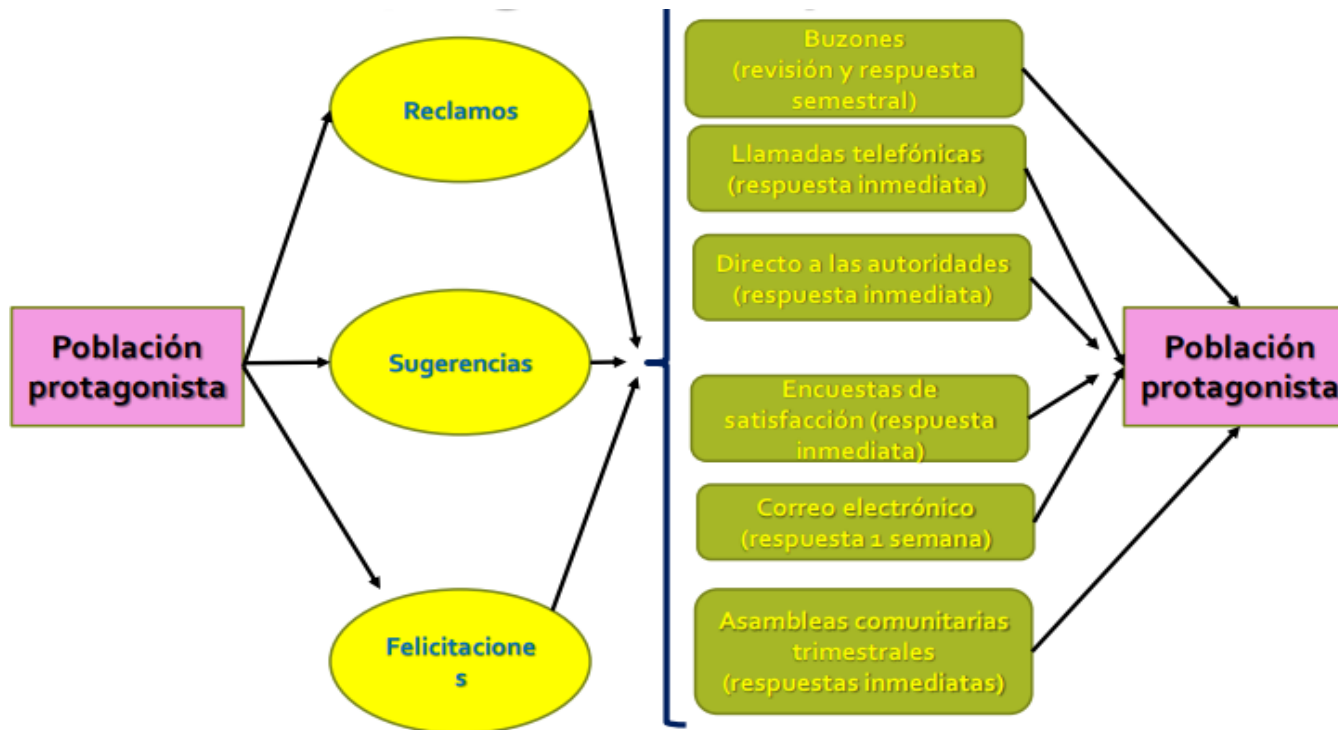 Población
protagonista
Reclamos
Sugerencias
Felicitacione
s
Buzones
(revisión y respuesta
semestral)
Llamadas telefónicas
(respuesta inmediata)
Directo a las autoridades
(respuesta inmediata)
Encuestas de
satisfacción (respuesta
inmediata)
Correo electrónico
(respuesta 1 semana)
Asambleas comunitarias
trimestrales
(respuestas inmediatas)
Población
protagonista